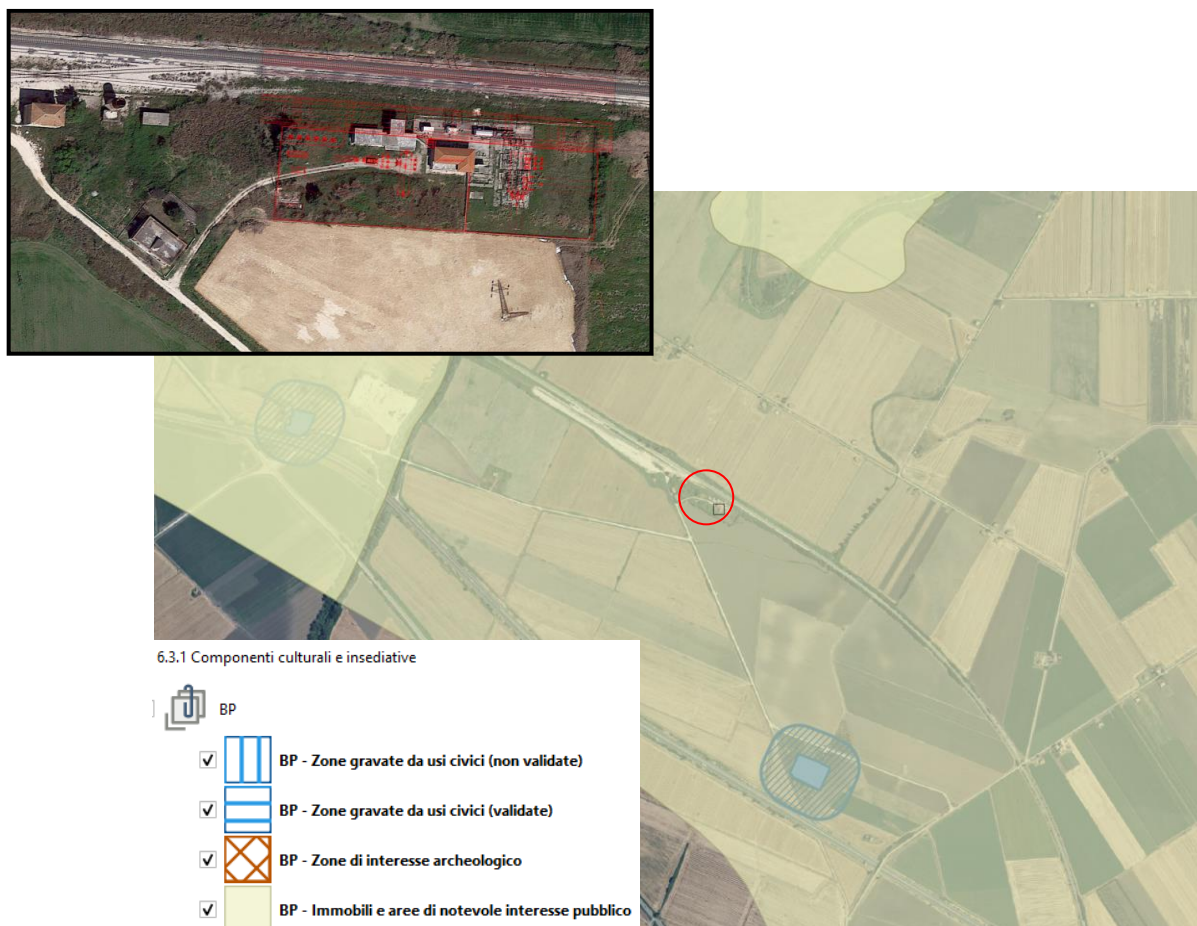 6.3.1 Componenti culturali e insediative
BP
BP - Zone gravate da usi civici (non validate)
BP - Zone gravate da usi civici (validate)
BP - Zone di interesse archeologico
BP - Immobili e aree di notevole interesse pubblico